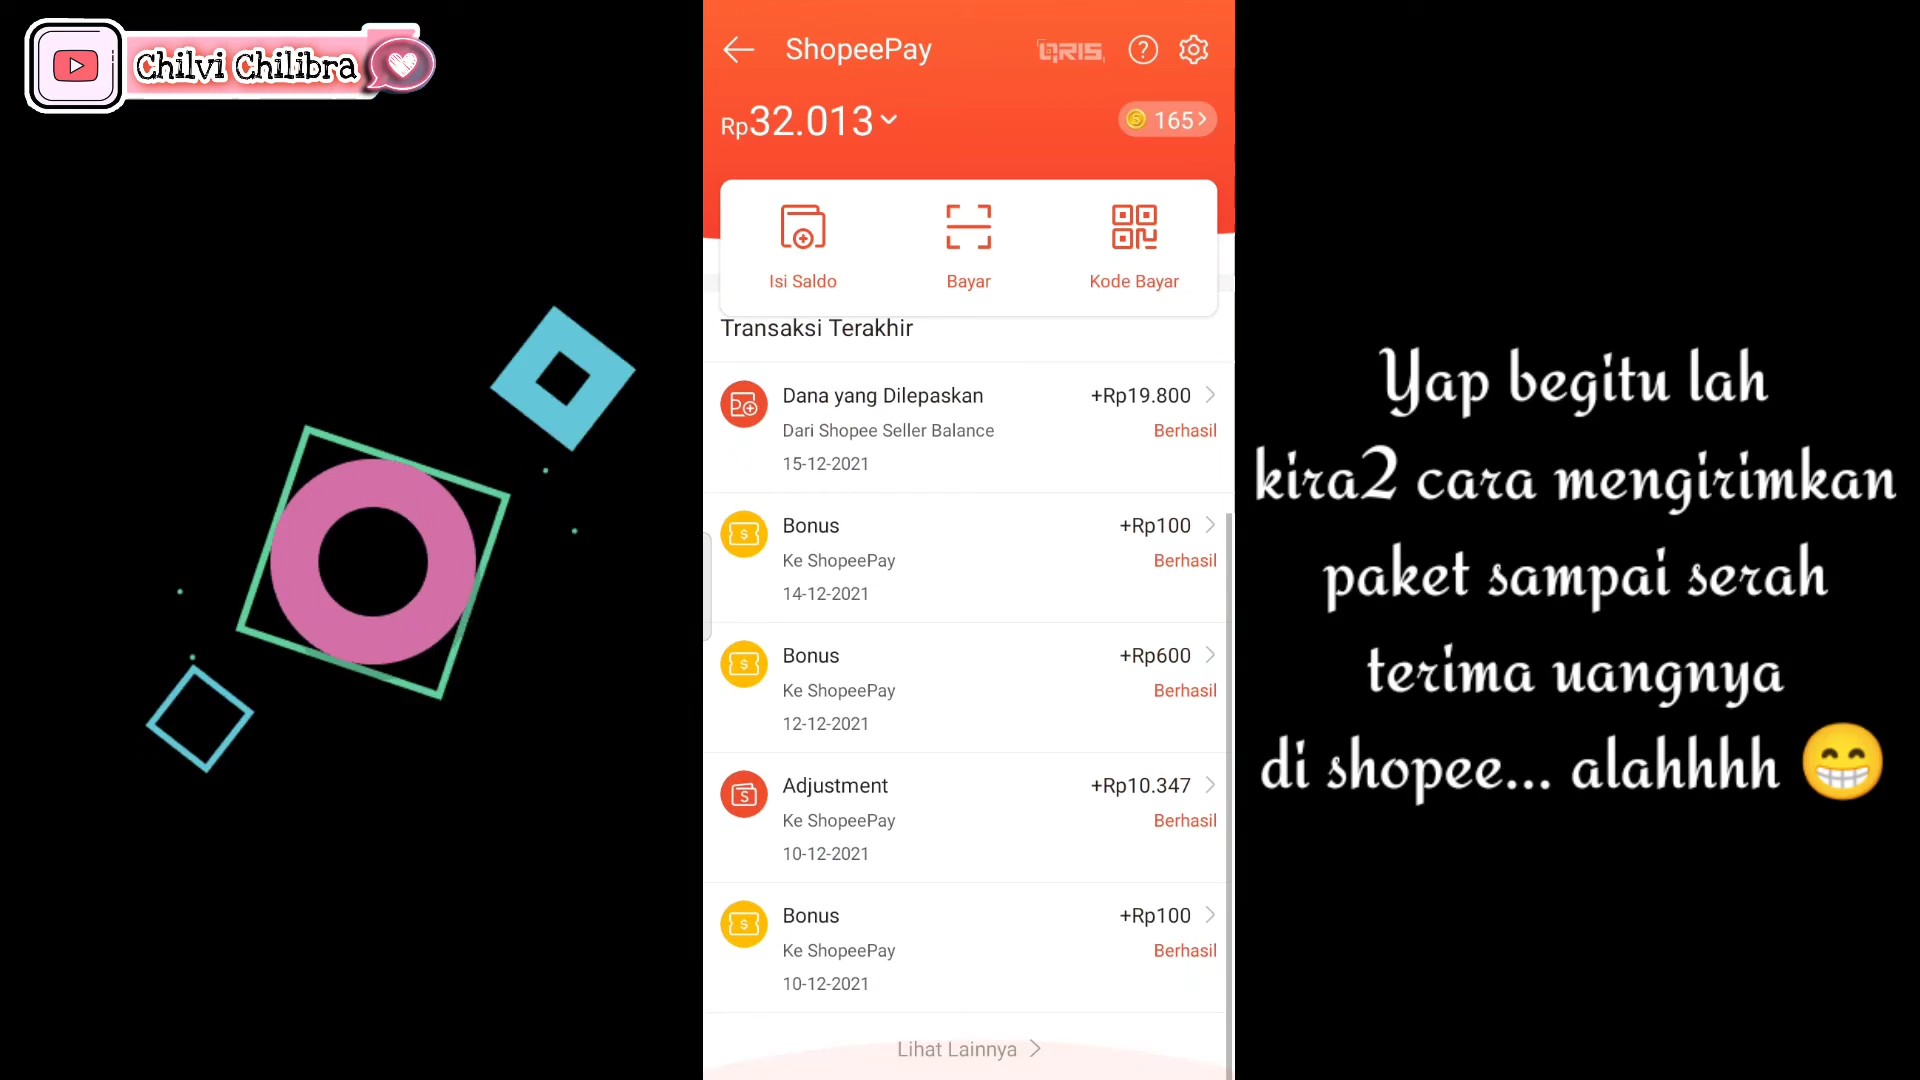 Chilvi Chilibra
ShopeePay
QRIS
Rp32.013
165
Isi Saldo
Bayar
Kode Bayar
Transaksi Terakhir
Dana yang Dilepaskan
+Rp19.800
Dari Shopee Seller Balance
Berhasil
15-12-2021
Bonus
+Rp100
Ke ShopeePay
Berhasil
14-12-2021
Bonus
+Rp600
Ke ShopeePay
Berhasil
12-12-2021
Adjustment
+Rp10.347
Ke ShopeePay
Berhasil
10-12-2021
Bonus
+Rp100
Ke ShopeePay
Berhasil
10-12-2021
Lihat Lainnya
Yap begitu lah
kira2 cara mengirimkan
paket sampai serah
terima uangnya
di shopee... alahhhh 😁